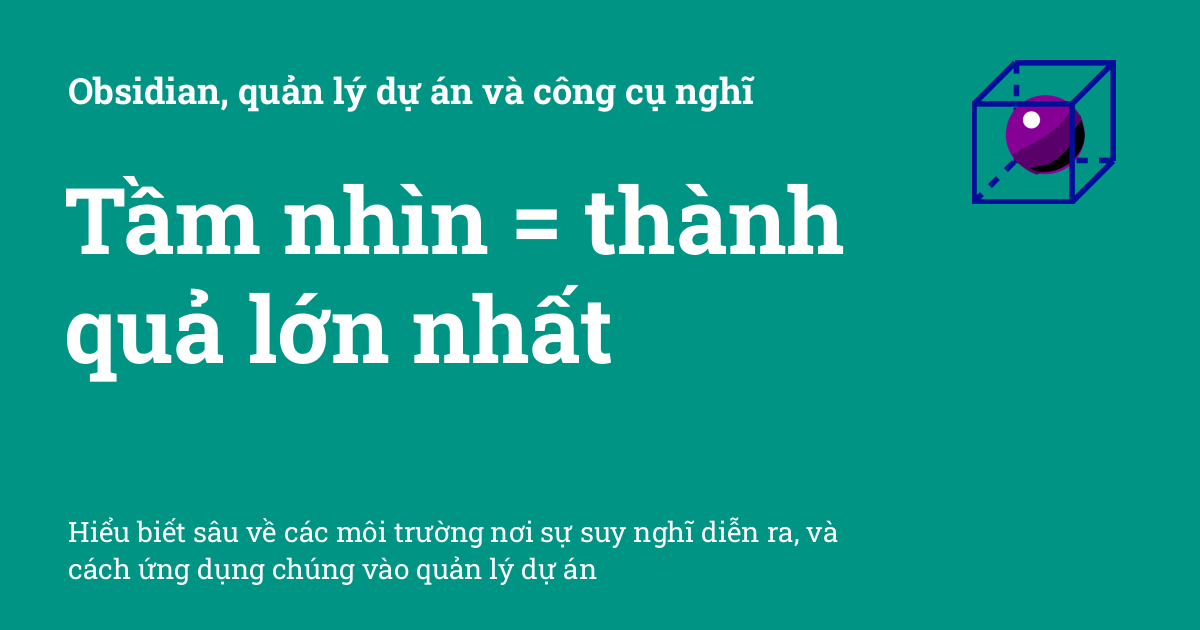 Obsidian, quản lý dự án và công cụ nghĩ
Tầm nhìn = thành
quả lớn nhất
Hiểu biết sâu về các môi trường nơi sự suy nghĩ diễn ra, và
cách ứng dụng chúng vào quản lý dự án